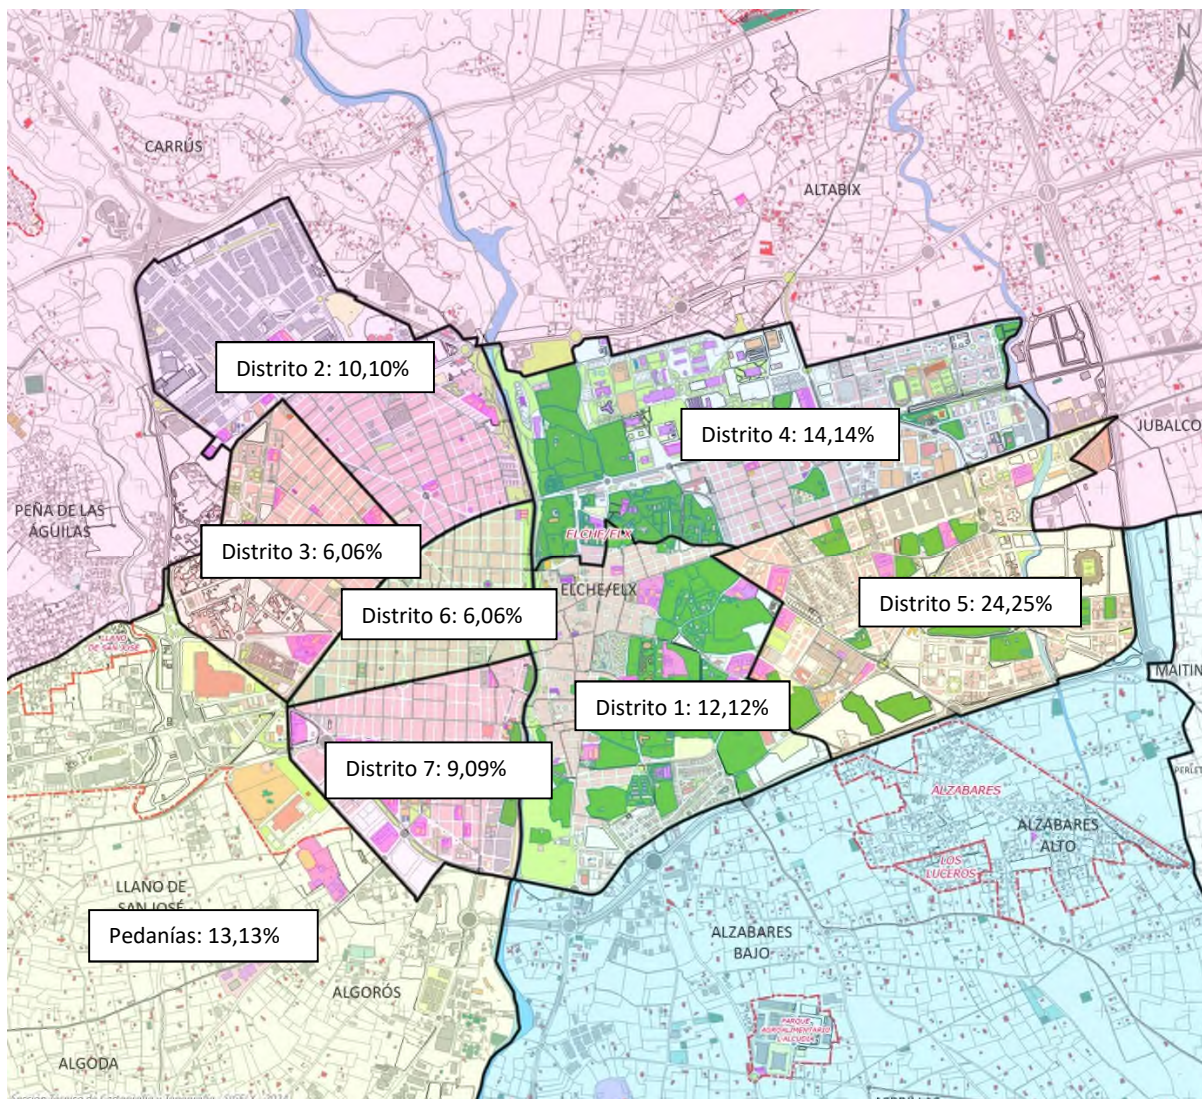 N
CARRÚS
ALTABIX
Distrito 2: 10,10%
Distrito 4: 14,14%
JUBALCO
PEÑA DE LAS
ÁGUILAS
Distrito 3: 6,06%
ELCHE/ELX
ELCHE/ELX
Distrito 6: 6,06%
Distrito 5: 24,25%
LLANO
DE SAN JOSÉ
MAITIN
Distrito 1: 12,12%
Distrito 7: 9,09%
PERLET
ALZABARES
ALZABARES
ALTO
LOS
LUCEROS
LLANO DE
SAN JOSÉ
Pedanías: 13,13%
ALZABARES
BAJO
ALGORÓS
PARQUE
AGROALIMENTARIO
L'ALCUDIA
ALGODA